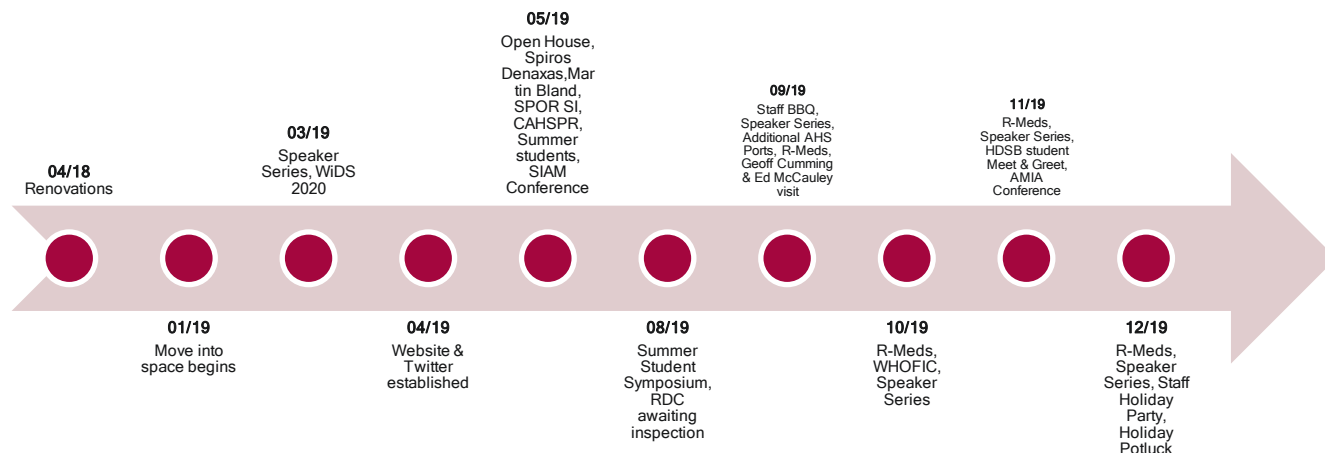 04/18
Renovations
01/19
Move into
space begins
03/19
Speaker
Series, WiDS
2020
04/19
Website &
Twitter
established
05/19
Open House,
Spiros
Denaxas,Mar
tin Bland,
SPOR SI,
CAHSPR,
Summer
students,
SIAM
Conference
08/19
Summer
Student
Symposium,
RDC
awaiting
inspection
09/19
Staff BBQ,
Speaker Series,
Additional AHS
Ports, R-Meds,
Geoff Cumming
& Ed McCauley
visit
10/19
R-Meds,
WHOFIC,
Speaker
Series
11/19
R-Meds,
Speaker Series,
HDSB student
Meet & Greet,
AMIA
Conference
12/19
R-Meds,
Speaker
Series, Staff
Holiday
Party,
Holiday
Potluck